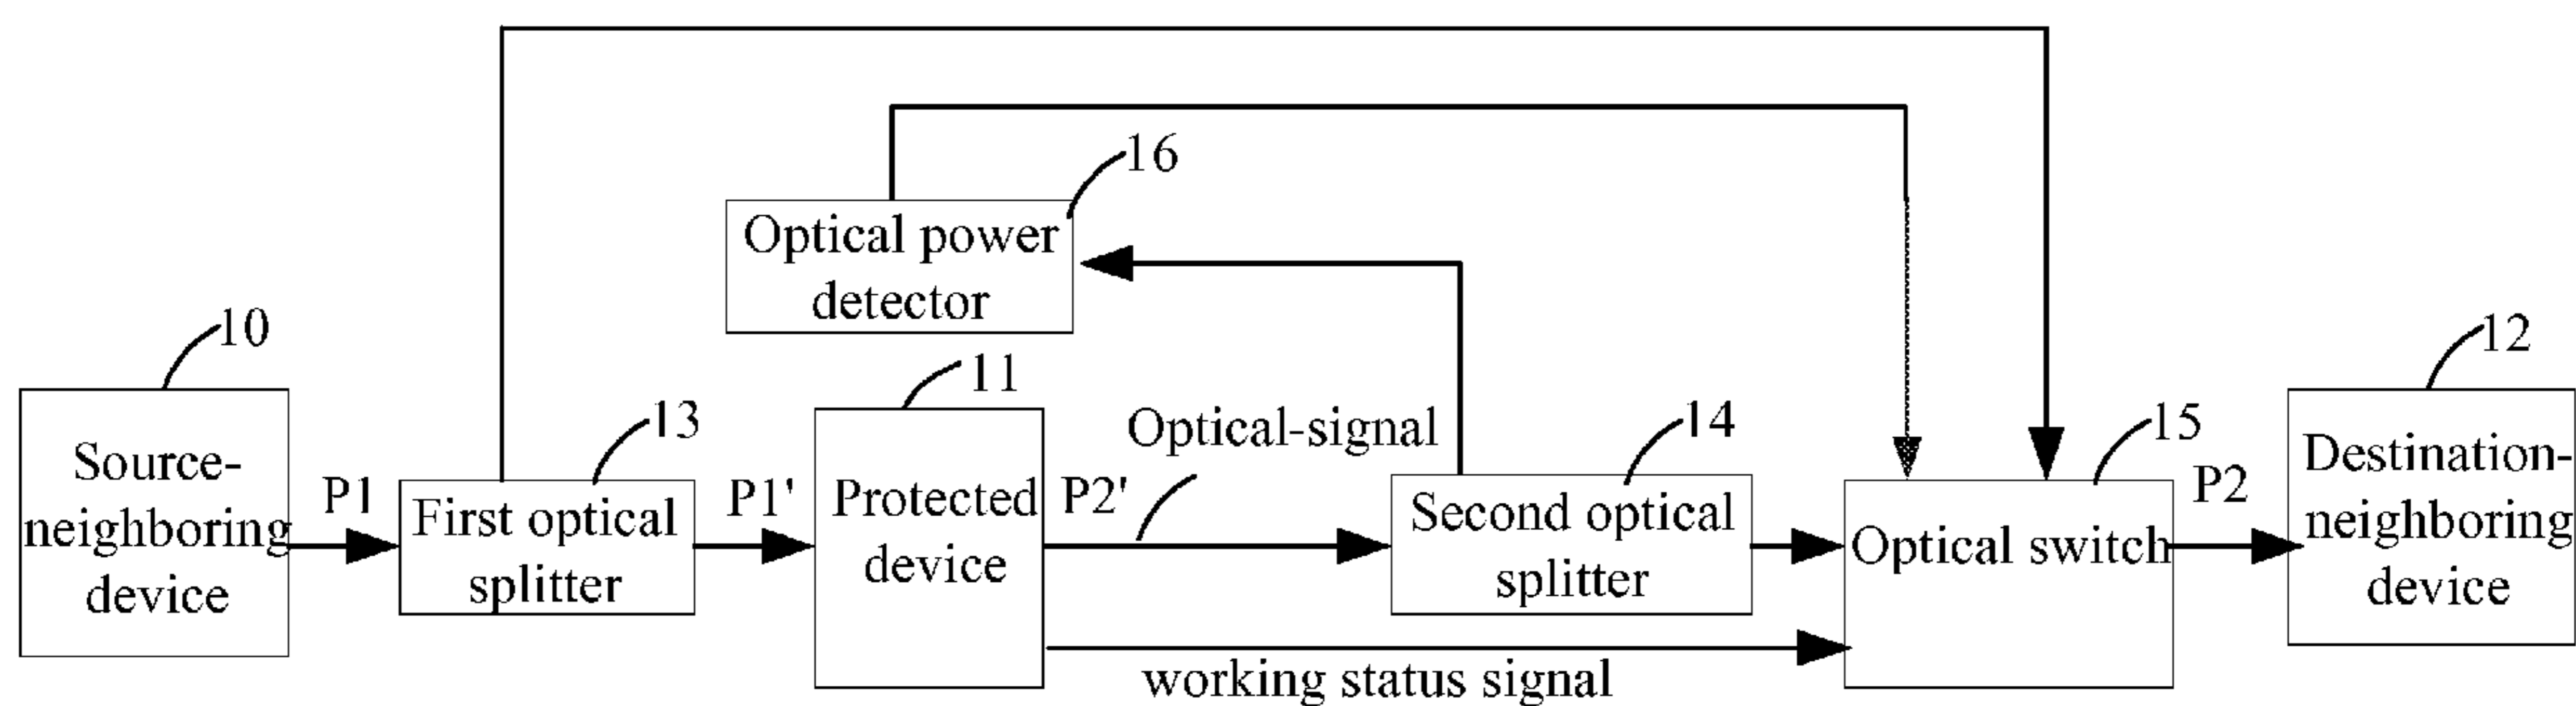 16
Optical power
detector
10
11
12
13
Optical-signal
14
15
Source-
neighboring
device
P1
First optical
splitter
P1'
Protected
device
P2'
Second optical
splitter
Optical switch
P2
Destination-
neighboring
device
working status signal